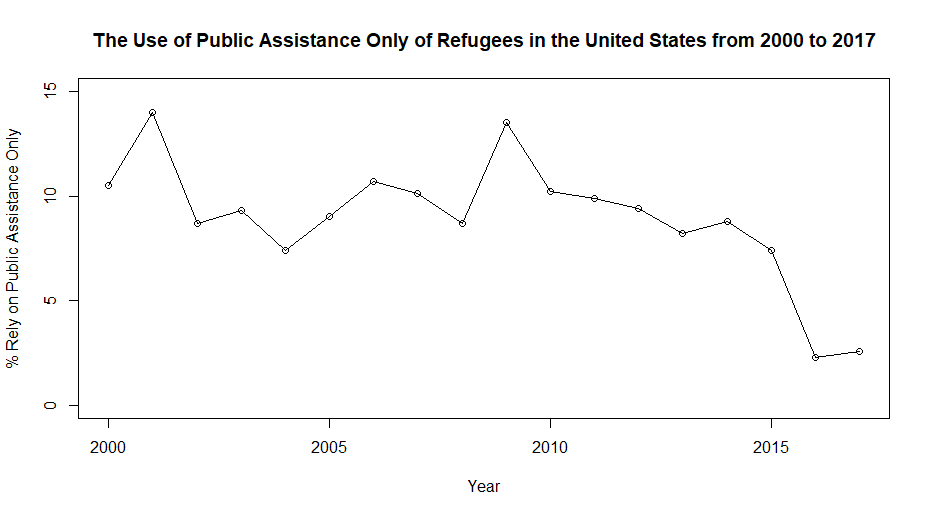 The Use of Public Assistance Only of Refugees in the United States from 2000 to 2017
% Rely on Public Assistance Only
15
10
5
0
2000 2005 2010 2015
Year